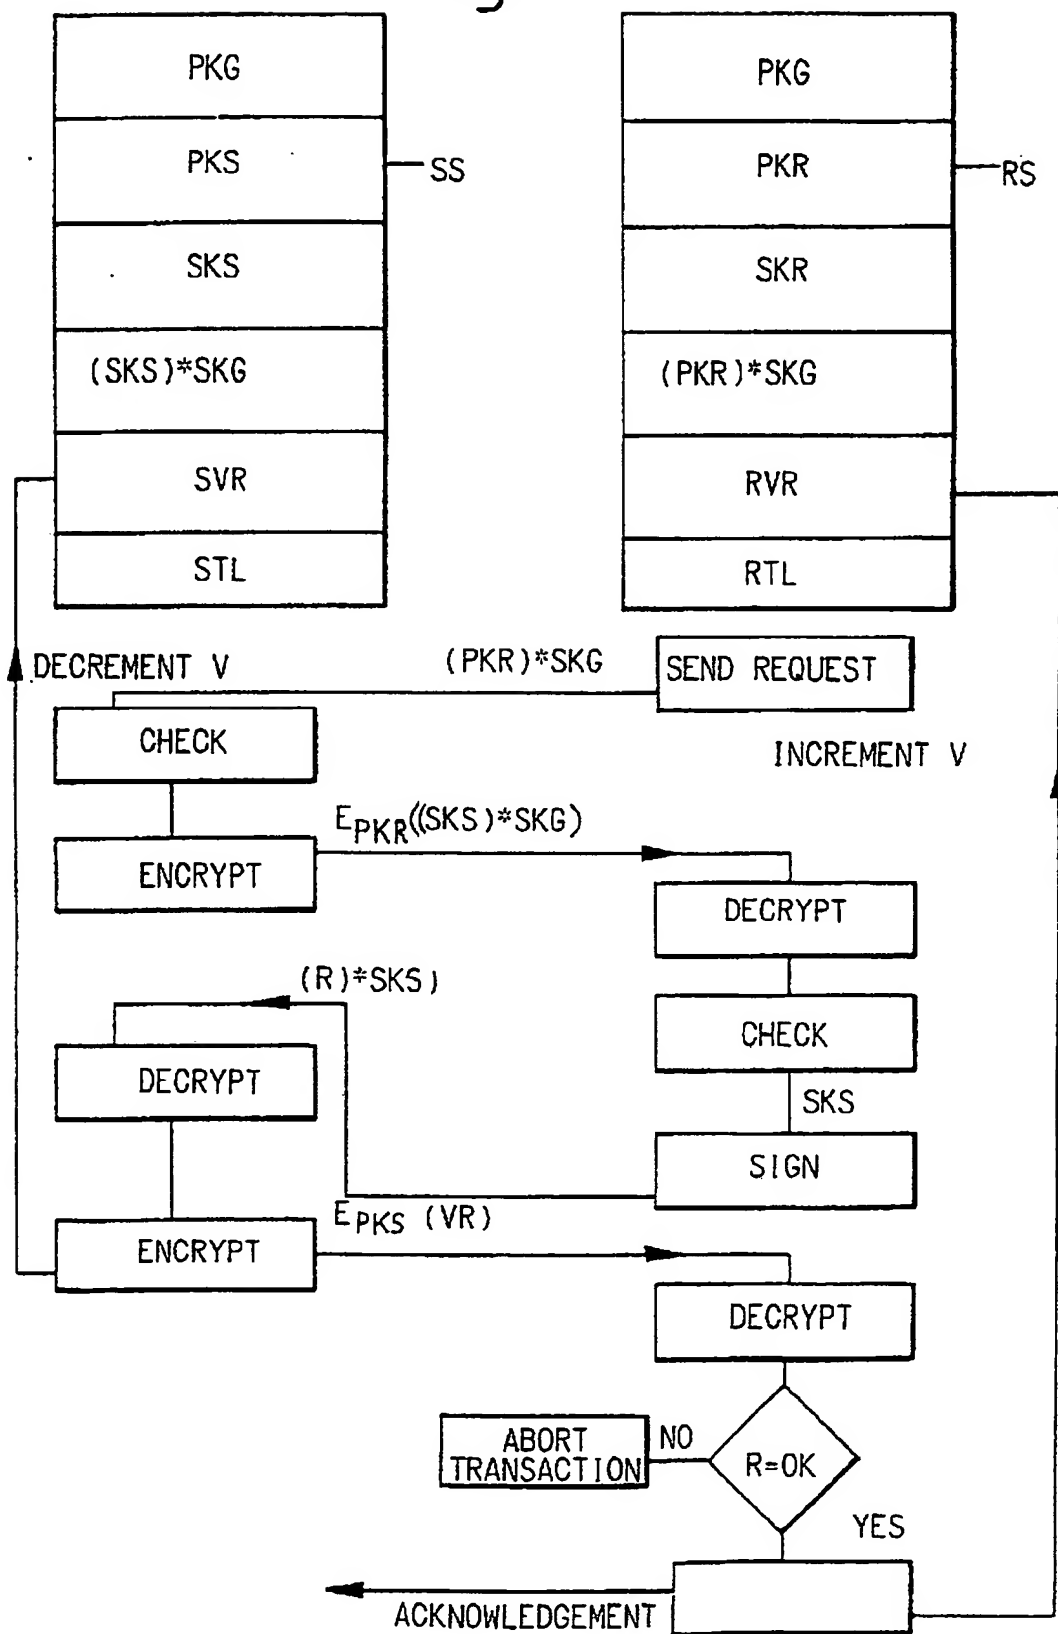 PKG
PKS
SS
SKS
(SKS)*SKG
SVR
STL
PKG
PKR
RS
SKR
(PKR)*SKG
RVR
RTL
DECREMENT V
(PKR)*SKG
SEND REQUEST
CHECK
INCREMENT V
EPKR((SKS)*SKG)
ENCRYPT
DECRYPT
(R)*SKS)
CHECK
DECRYPT
SKS
SIGN
EPKS (VR)
ENCRYPT
DECRYPT
ABORT
TRANSACTION
NO
R=OK
YES
ACKNOWLEDGEMENT